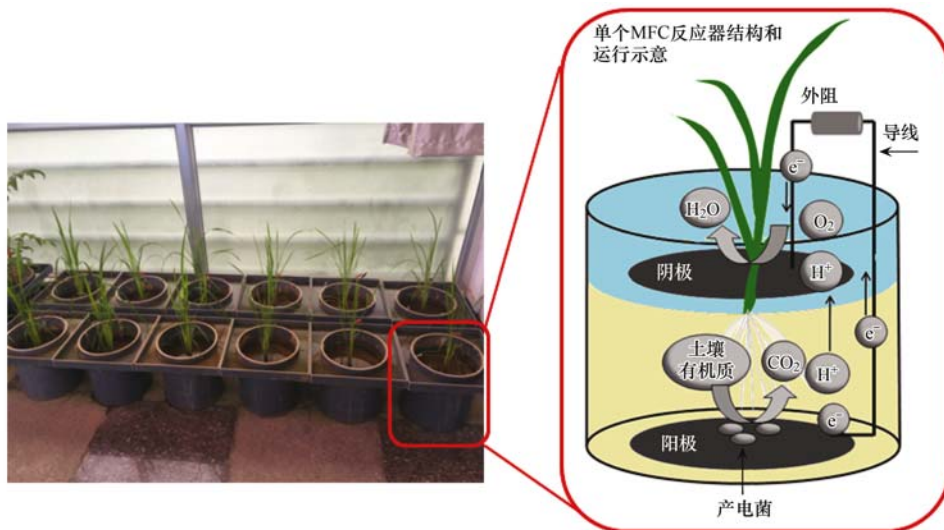 单个MFC反应器结构和
运行示意
外阻
导线
e⁻
H₂O
O₂
阴极
H⁺
土壤
有机质
CO₂
H⁺
e⁻
阳极
e⁻
产电菌